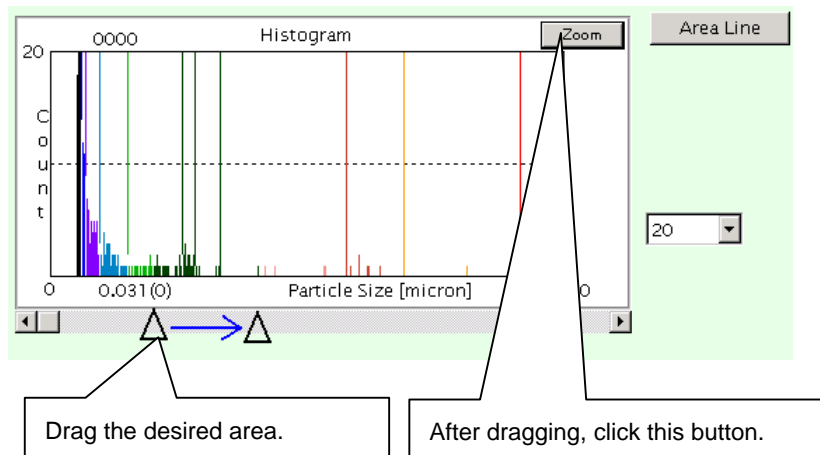 0000 Histogram Zoom Area Line
20
Count
20
0 0.031(0) Particle Size [micron] 0
Drag the desired area.
After dragging, click this button.